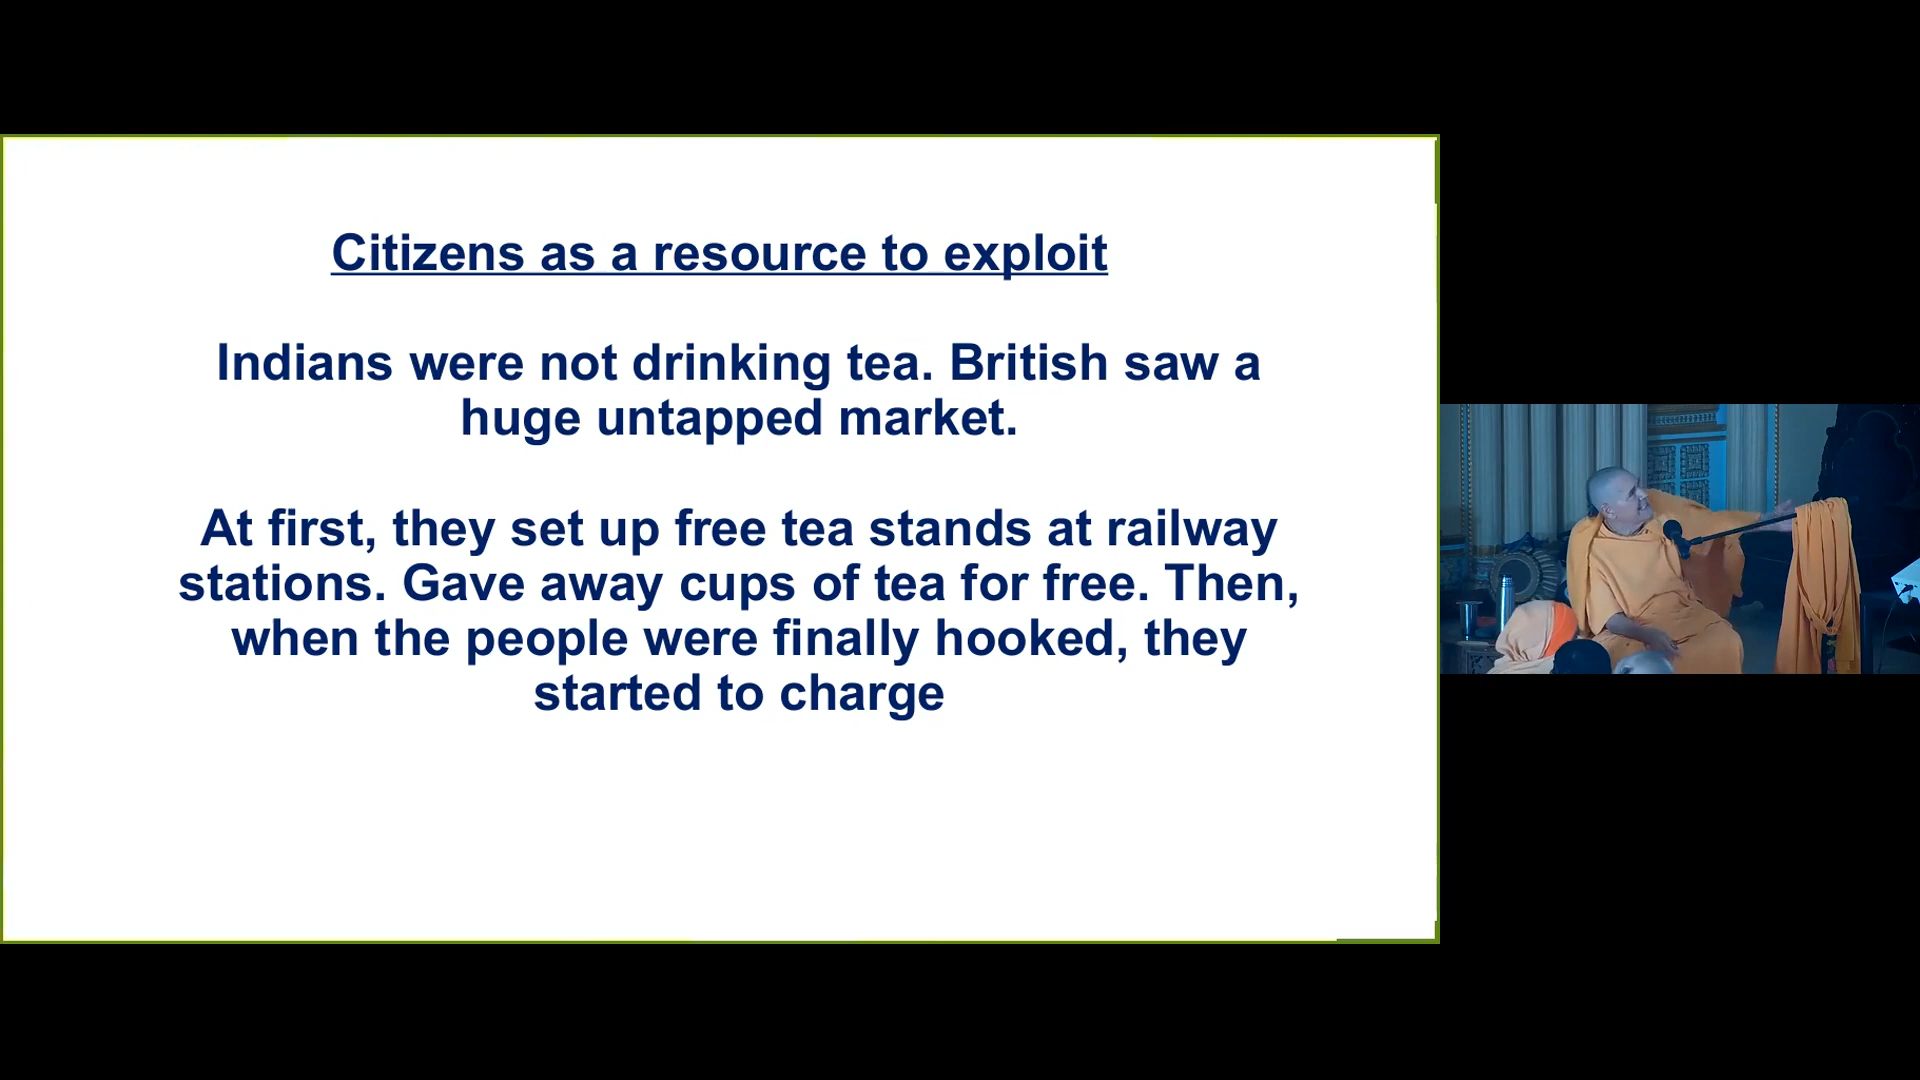 Citizens as a resource to exploit
Indians were not drinking tea. British saw a
huge untapped market.
At first, they set up free tea stands at railway
stations. Gave away cups of tea for free. Then,
when the people were finally hooked, they
started to charge